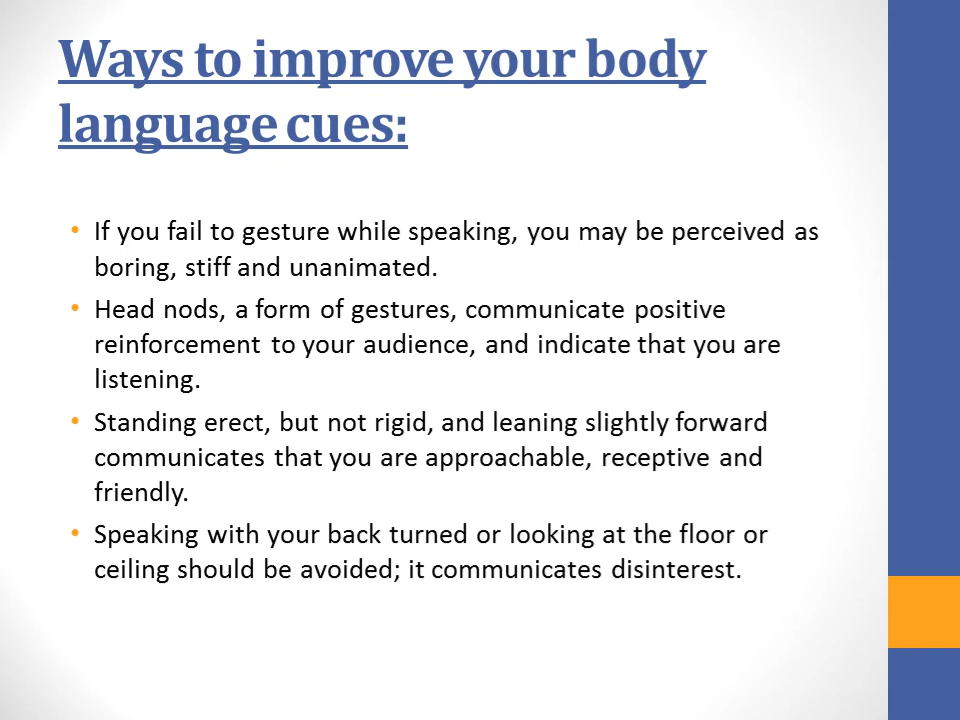 Ways to improve your body
language cues:
• If you fail to gesture while speaking, you may be perceived as
boring, stiff and unanimated.
• Head nods, a form of gestures, communicate positive
reinforcement to your audience, and indicate that you are
listening.
• Standing erect, but not rigid, and leaning slightly forward
communicates that you are approachable, receptive and
friendly.
• Speaking with your back turned or looking at the floor or
ceiling should be avoided; it communicates disinterest.